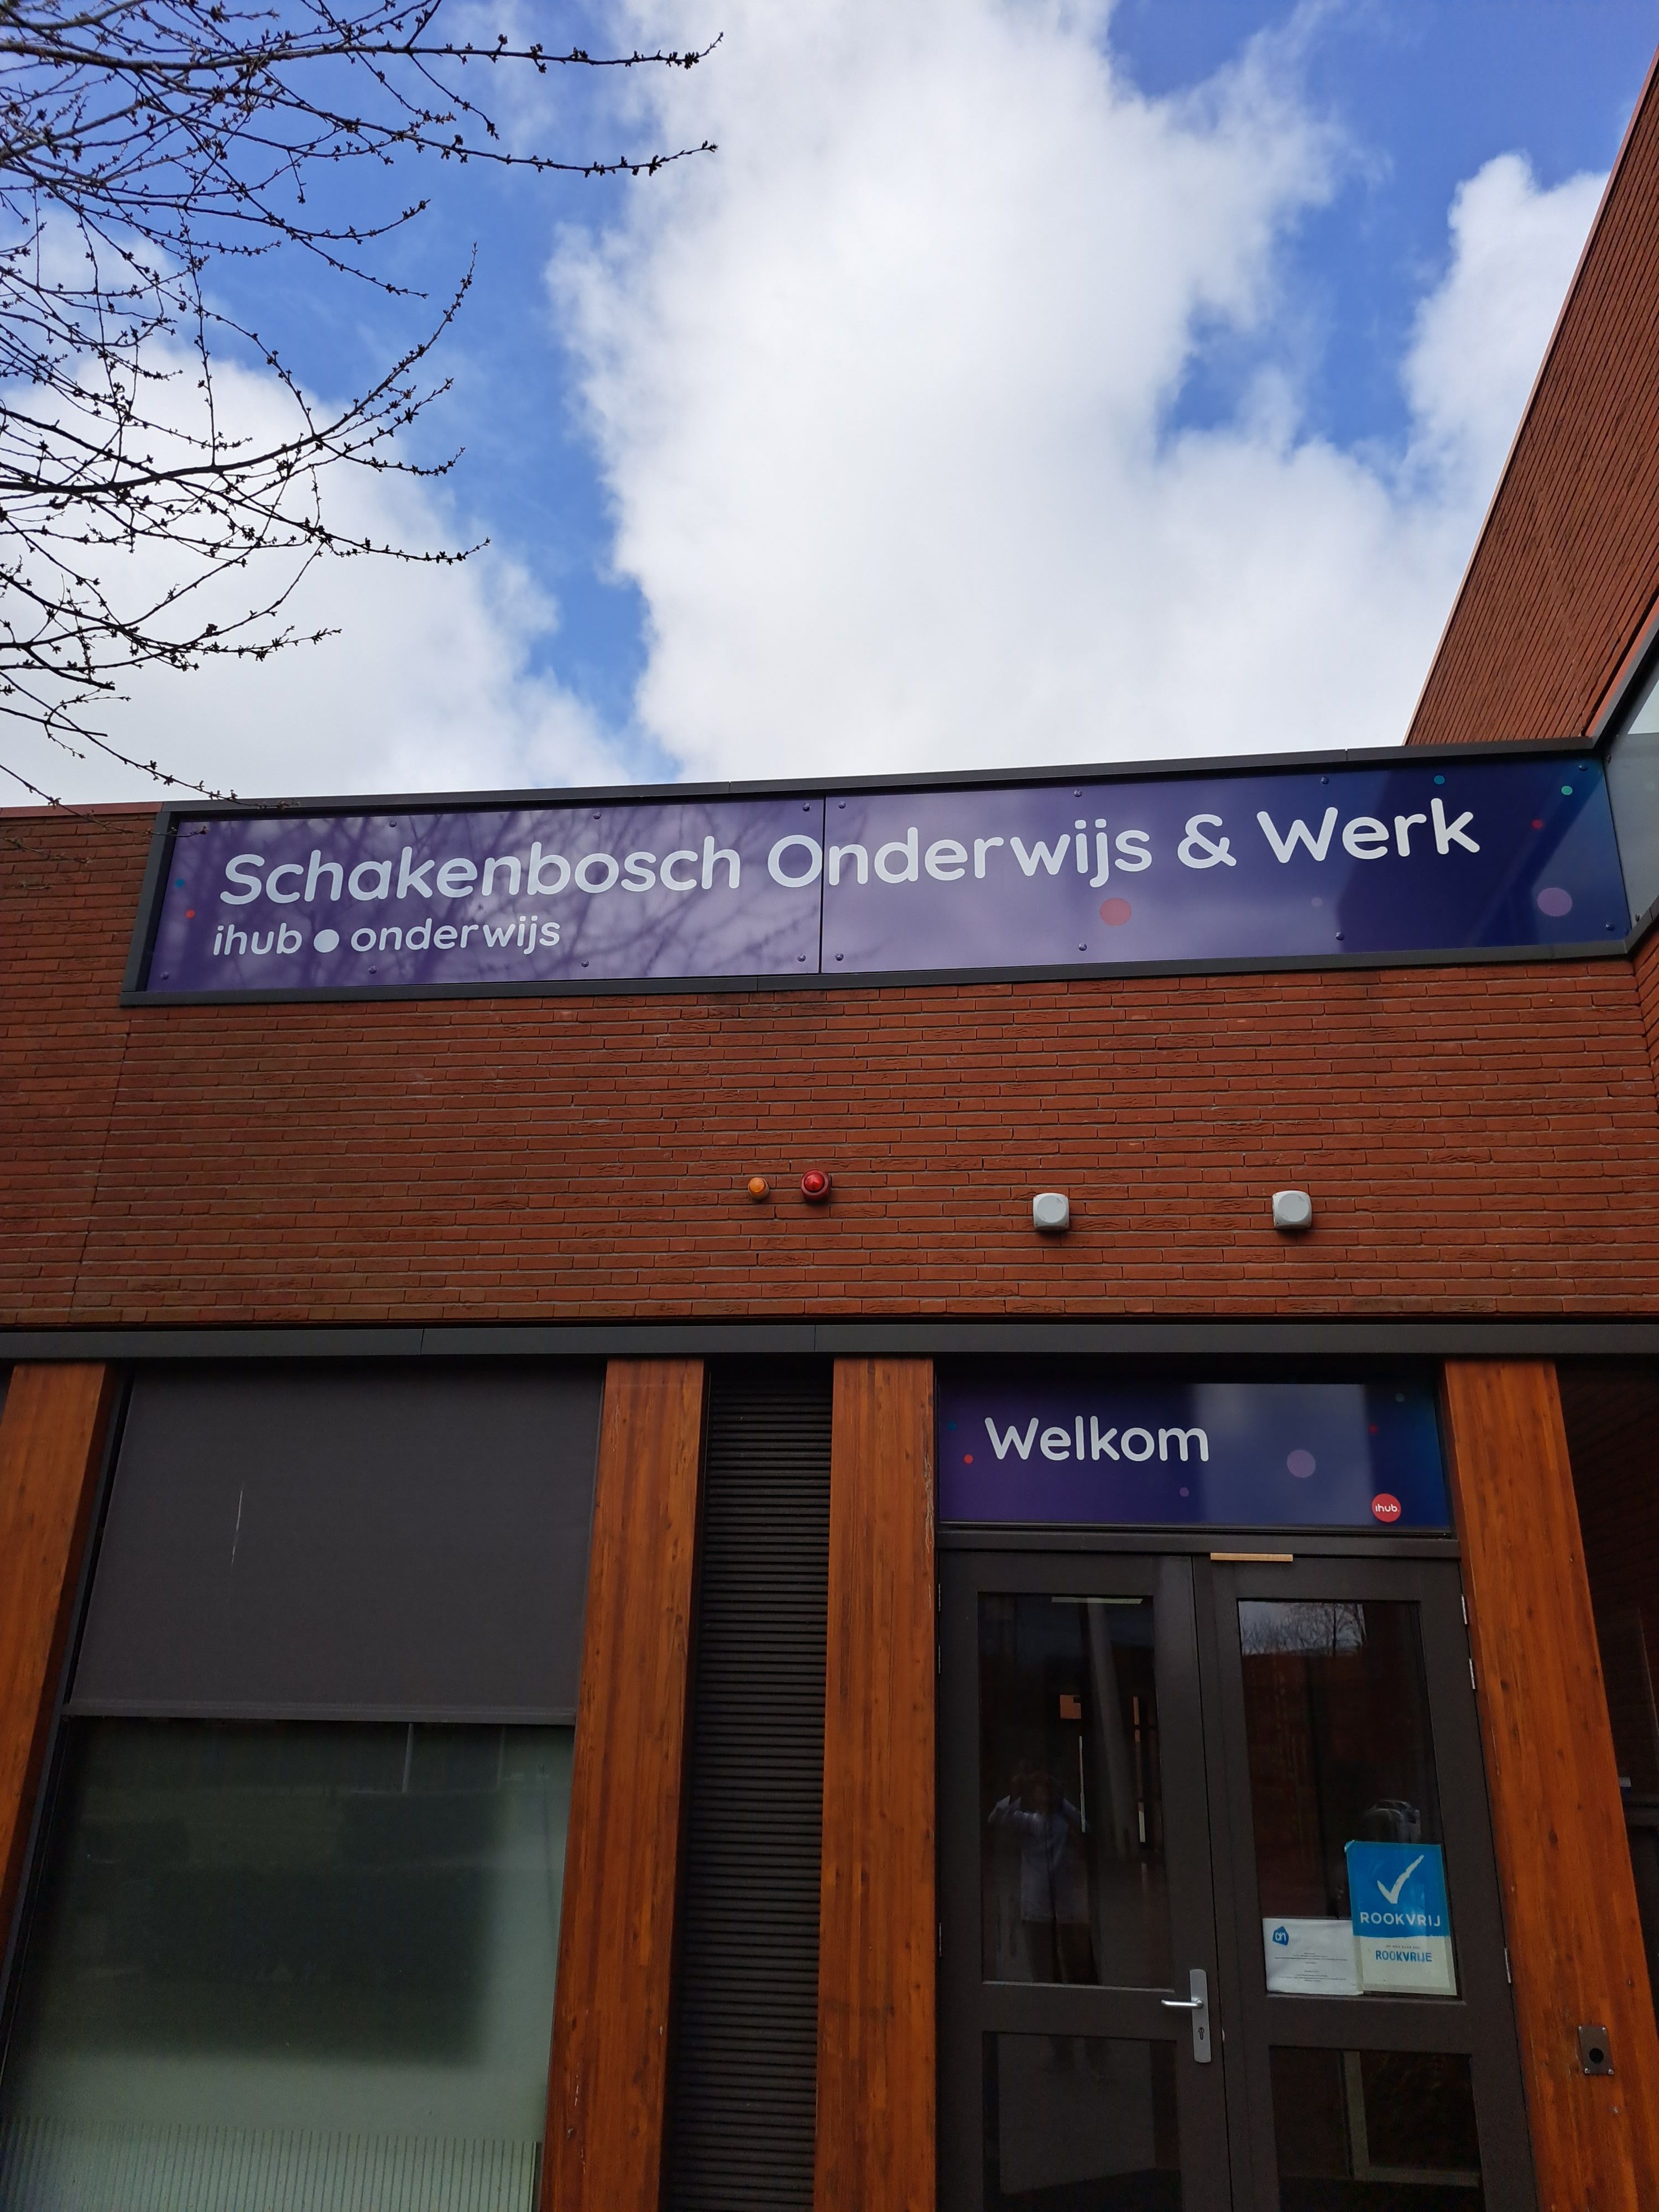 Schakenbosch Onderwijs & Werk
ihub onderwijs
Welkom
ihub
ROOKVRIJ
ROOKVRIJE